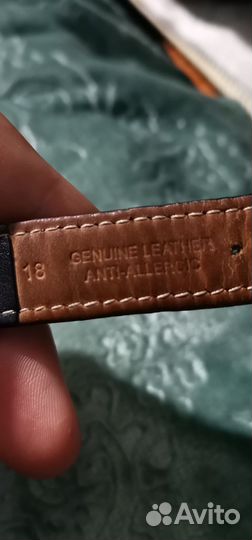 18
GENUINE LEATHER
ANTI-ALLERGIC
Avito